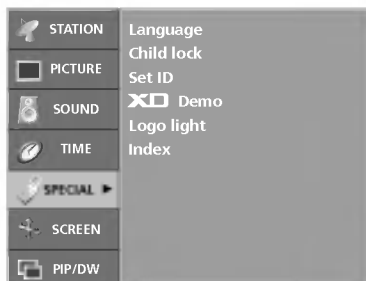 STATION
PICTURE
SOUND
TIME
SPECIAL
SCREEN
PIP/DW
Language
Child lock
Set ID
XD Demo
Logo light
Index